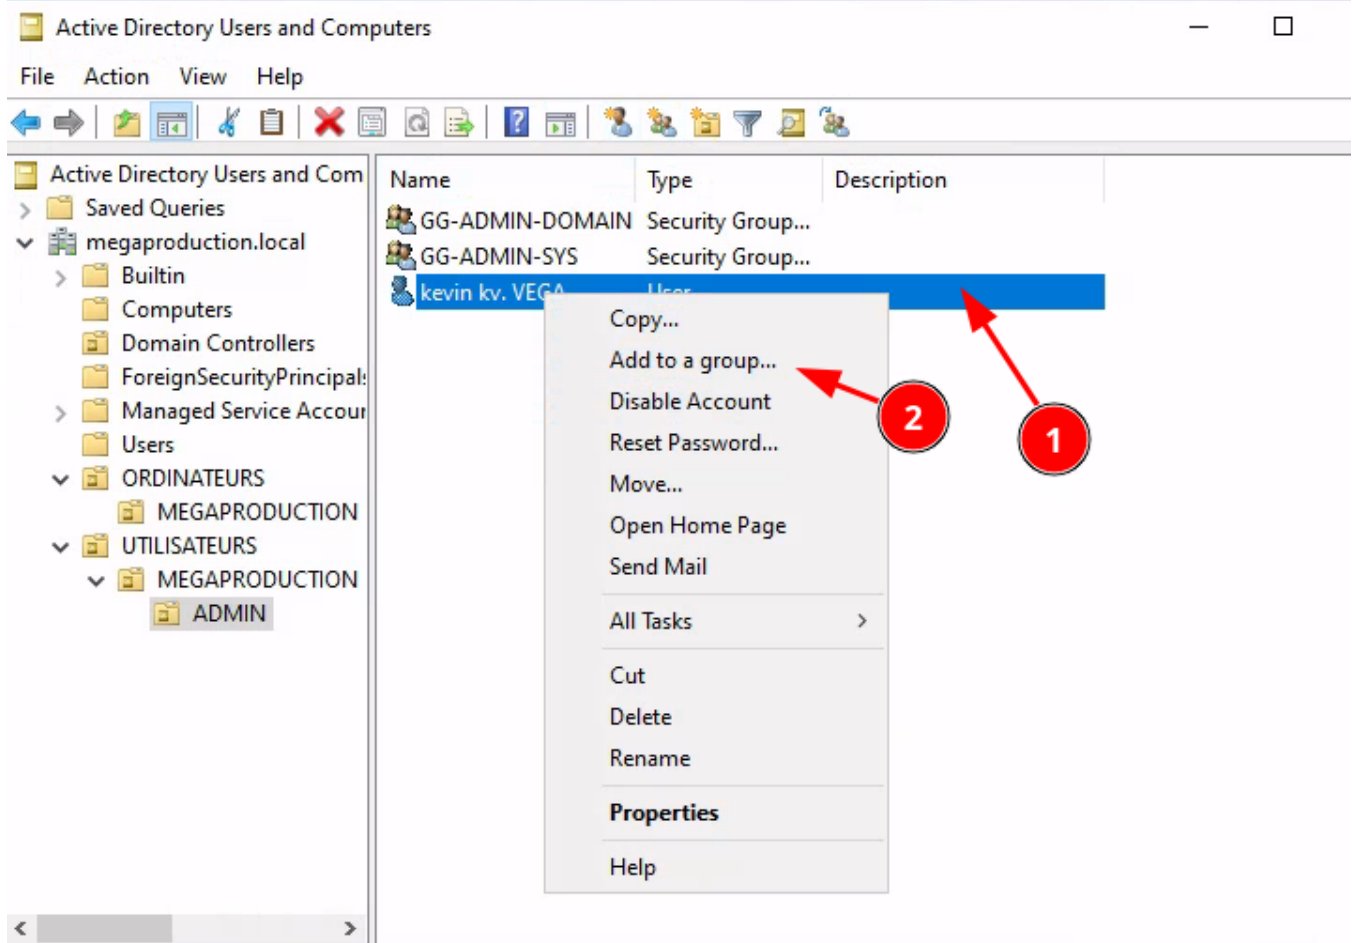 Active Directory Users and Computers
File Action View Help
Active Directory Users and Com
Saved Queries
megaproduction.local
Builtin
Computers
Domain Controllers
ForeignSecurityPrincipals
Managed Service Accour
Users
ORDINATEURS
MEGAPRODUCTION
UTILISATEURS
MEGAPRODUCTION
ADMIN
Name Type Description
GG-ADMIN-DOMAIN Security Group...
GG-ADMIN-SYS Security Group...
kevin kv. VEGA User
Copy...
Add to a group...
Disable Account
Reset Password...
Move...
Open Home Page
Send Mail
All Tasks
Cut
Delete
Rename
Properties
Help
2
1